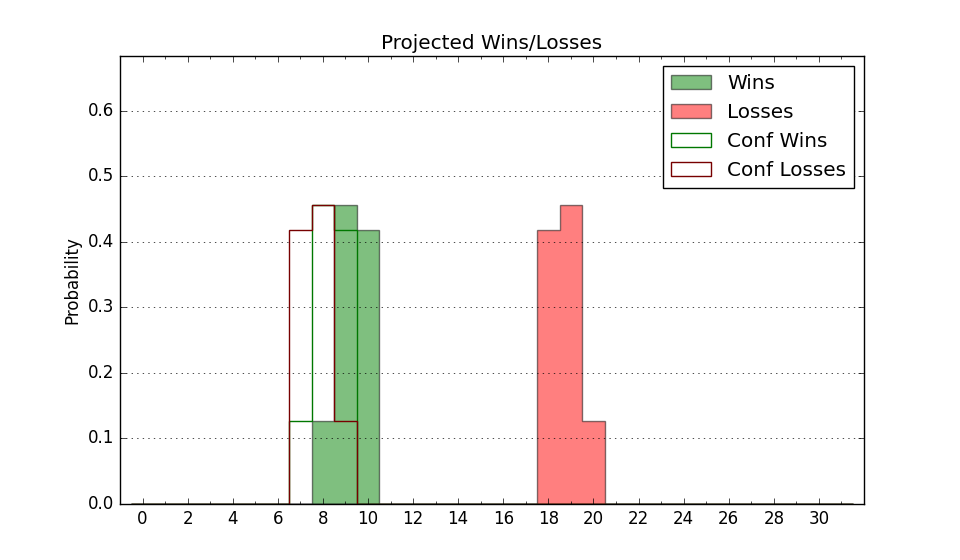 Projected Wins/Losses
Wins
Losses
Conf Wins
Conf Losses
Probability
0.6
0.5
0.4
0.3
0.2
0.1
0.0
0 2 4 6 8 10 12 14 16 18 20 22 24 26 28 30